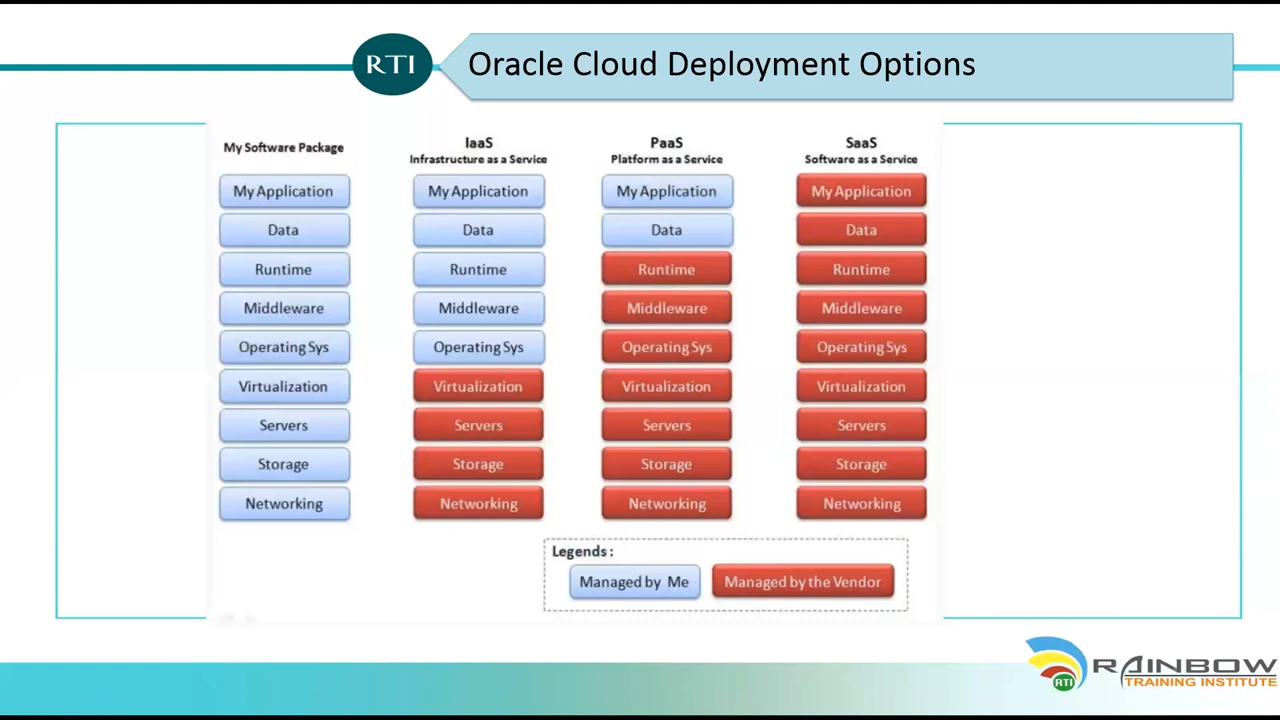 RTI
Oracle Cloud Deployment Options
My Software Package
My Application
Data
Runtime
Middleware
Operating Sys
Virtualization
Servers
Storage
Networking
IaaS
Infrastructure as a Service
My Application
Data
Runtime
Middleware
Operating Sys
Virtualization
Servers
Storage
Networking
PaaS
Platform as a Service
My Application
Data
Runtime
Middleware
Operating Sys
Virtualization
Servers
Storage
Networking
SaaS
Software as a Service
My Application
Data
Runtime
Middleware
Operating Sys
Virtualization
Servers
Storage
Networking
Legends :
Managed by Me
Managed by the Vendor
RTI
RAINBOW
TRAINING INSTITUTE